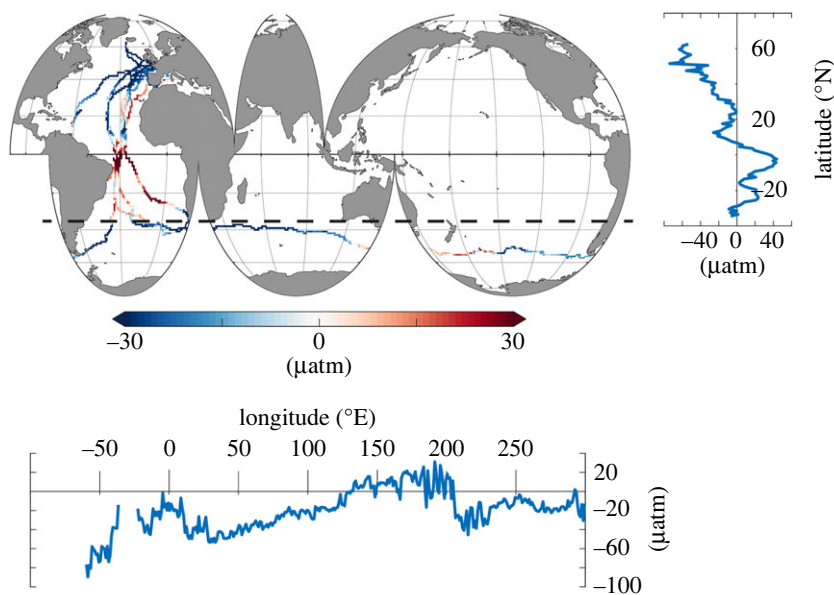 60
20
–20
latitude (°N)
–40 0 40
(µatm)
–30 0 30
(µatm)
longitude (°E)
–50 0 50 100 150 200 250
20
–20
–60
–100
(µatm)